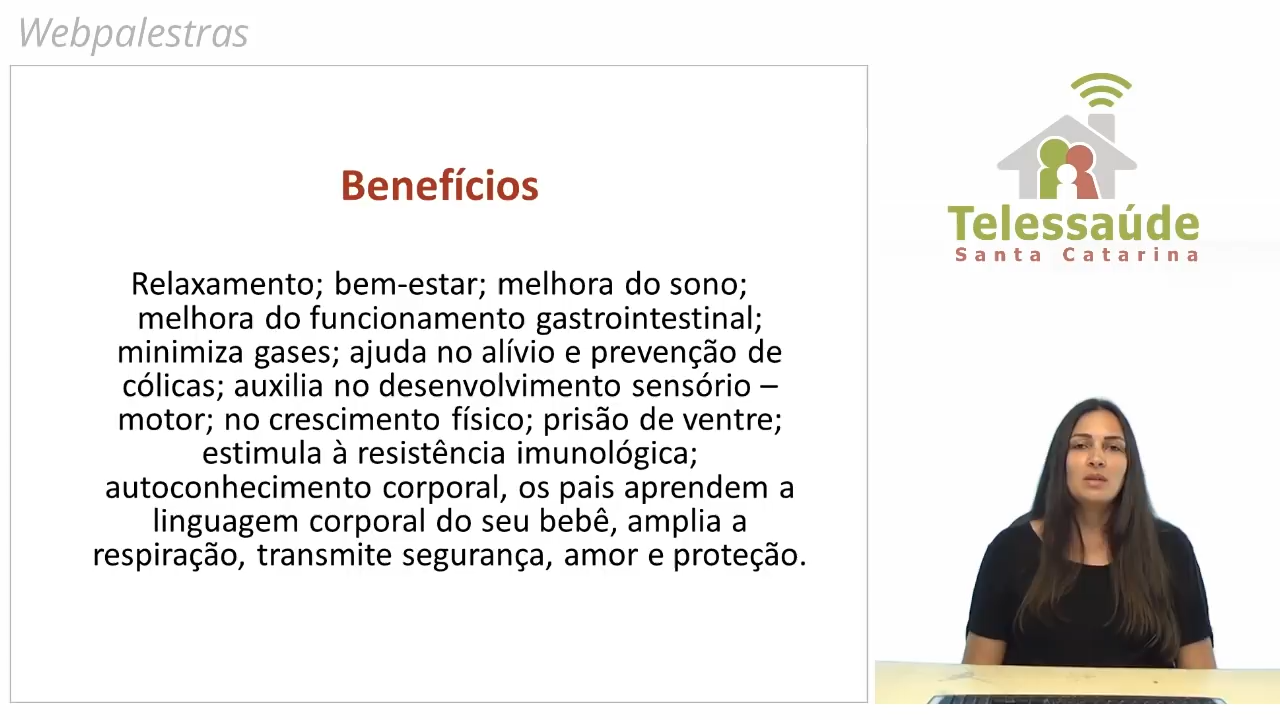 Webpalestras
Benefícios
Relaxamento; bem-estar; melhora do sono;
melhora do funcionamento gastrointestinal;
minimiza gases; ajuda no alívio e prevenção de
cólicas; auxilia no desenvolvimento sensório –
motor; no crescimento físico; prisão de ventre;
estimula à resistência imunológica;
autoconhecimento corporal, os pais aprendem a
linguagem corporal do seu bebê, amplia a
respiração, transmite segurança, amor e proteção.
Telessaúde
Santa Catarina